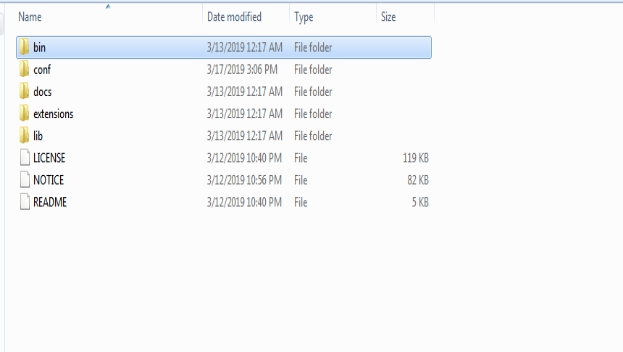 Name Date modified Type Size
bin 3/13/2019 12:17 AM File folder
conf 3/17/2019 3:06 PM File folder
docs 3/13/2019 12:17 AM File folder
extensions 3/13/2019 12:17 AM File folder
lib 3/13/2019 12:17 AM File folder
LICENSE 3/12/2019 10:40 PM File 119 KB
NOTICE 3/12/2019 10:56 PM File 82 KB
README 3/12/2019 10:40 PM File 5 KB